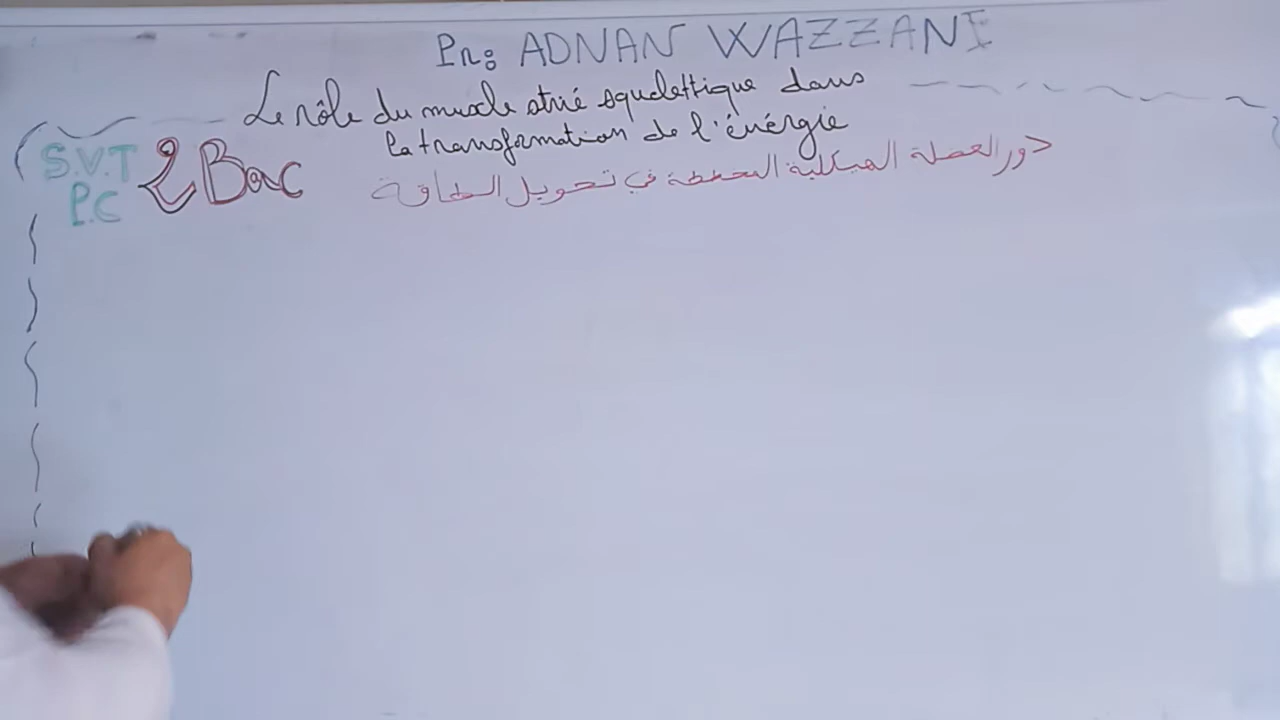 Pr: ADNAN WAZZANI
Le rôle du muscle strié squelettique dans
la transformation de l'énérgie
S.V.T
P.C
2 Bac
دور العضلة الهيكلية المخططة في تحويل الطاقة